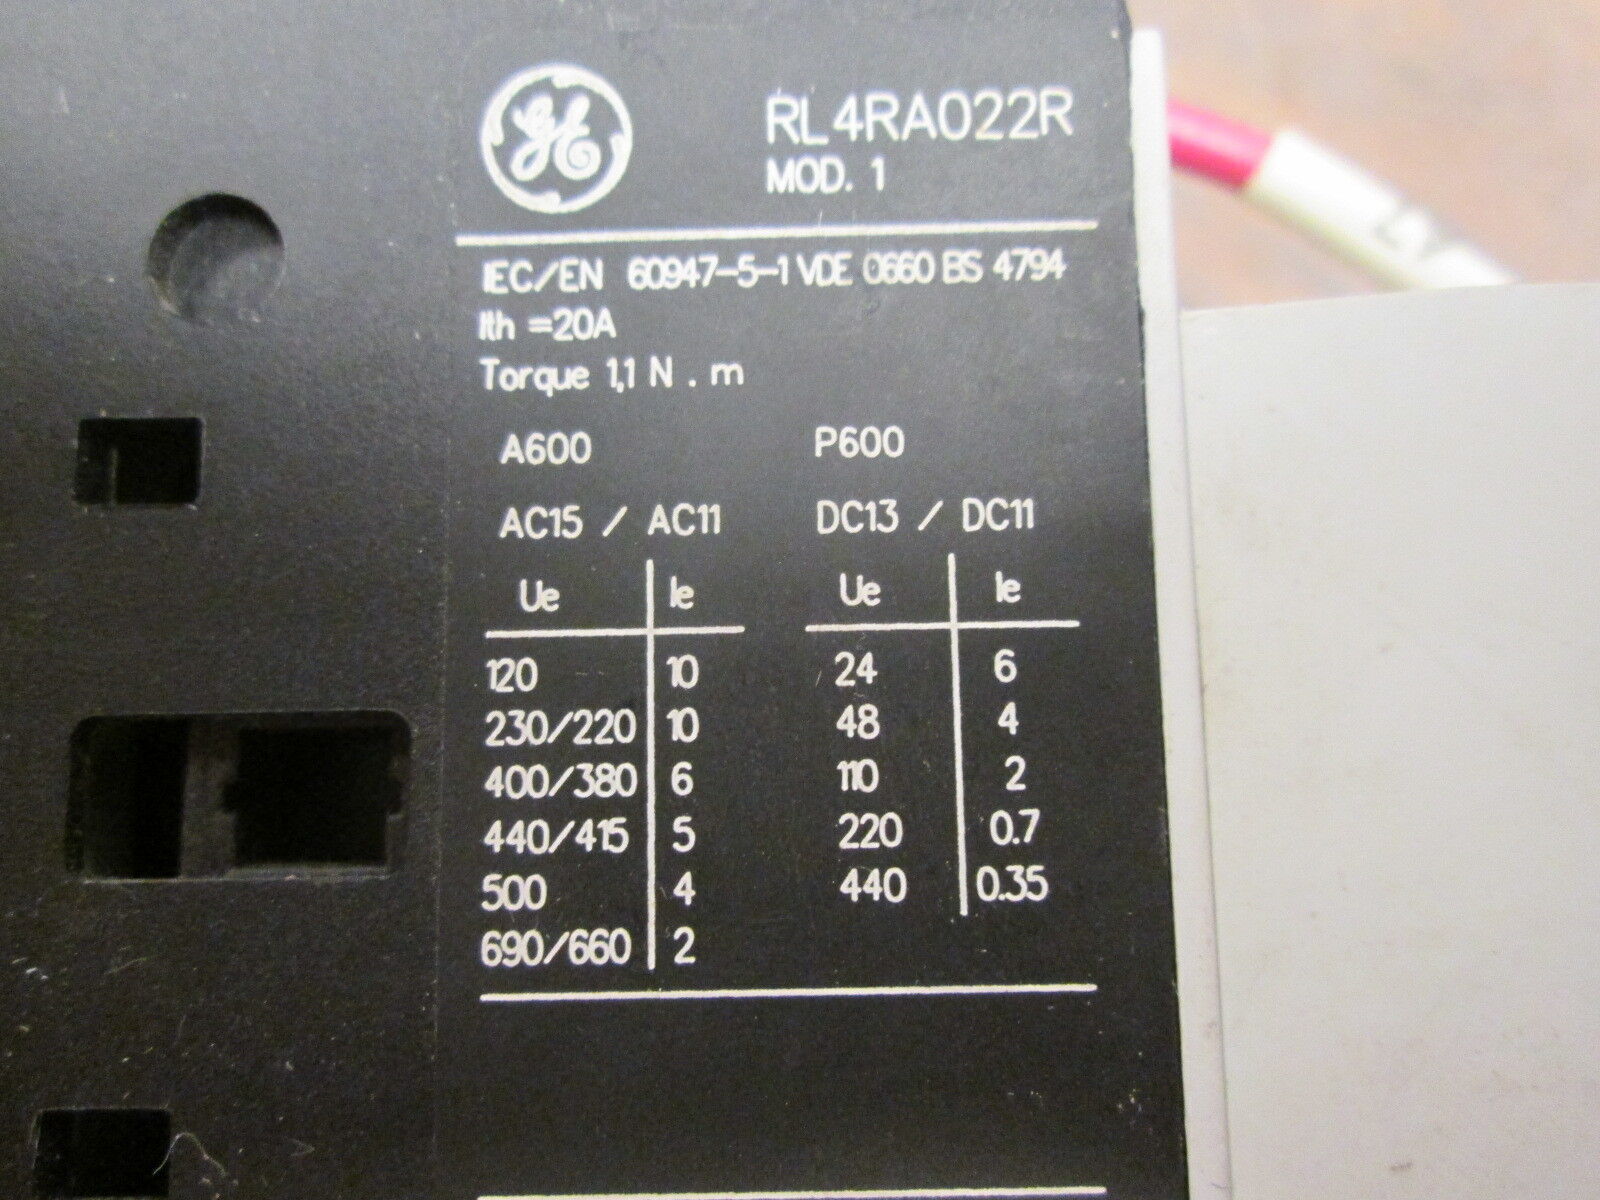 GE
RL4RA022R
MOD. 1
IEC/EN 60947-5-1 VDE 0660 BS 4794
Ith =20A
Torque 1,1 N . m
A600 P600
AC15 / AC11 DC13 / DC11
Ue Ie Ue Ie
120 10 24 6
230/220 10 48 4
400/380 6 110 2
440/415 5 220 0.7
500 4 440 0.35
690/660 2